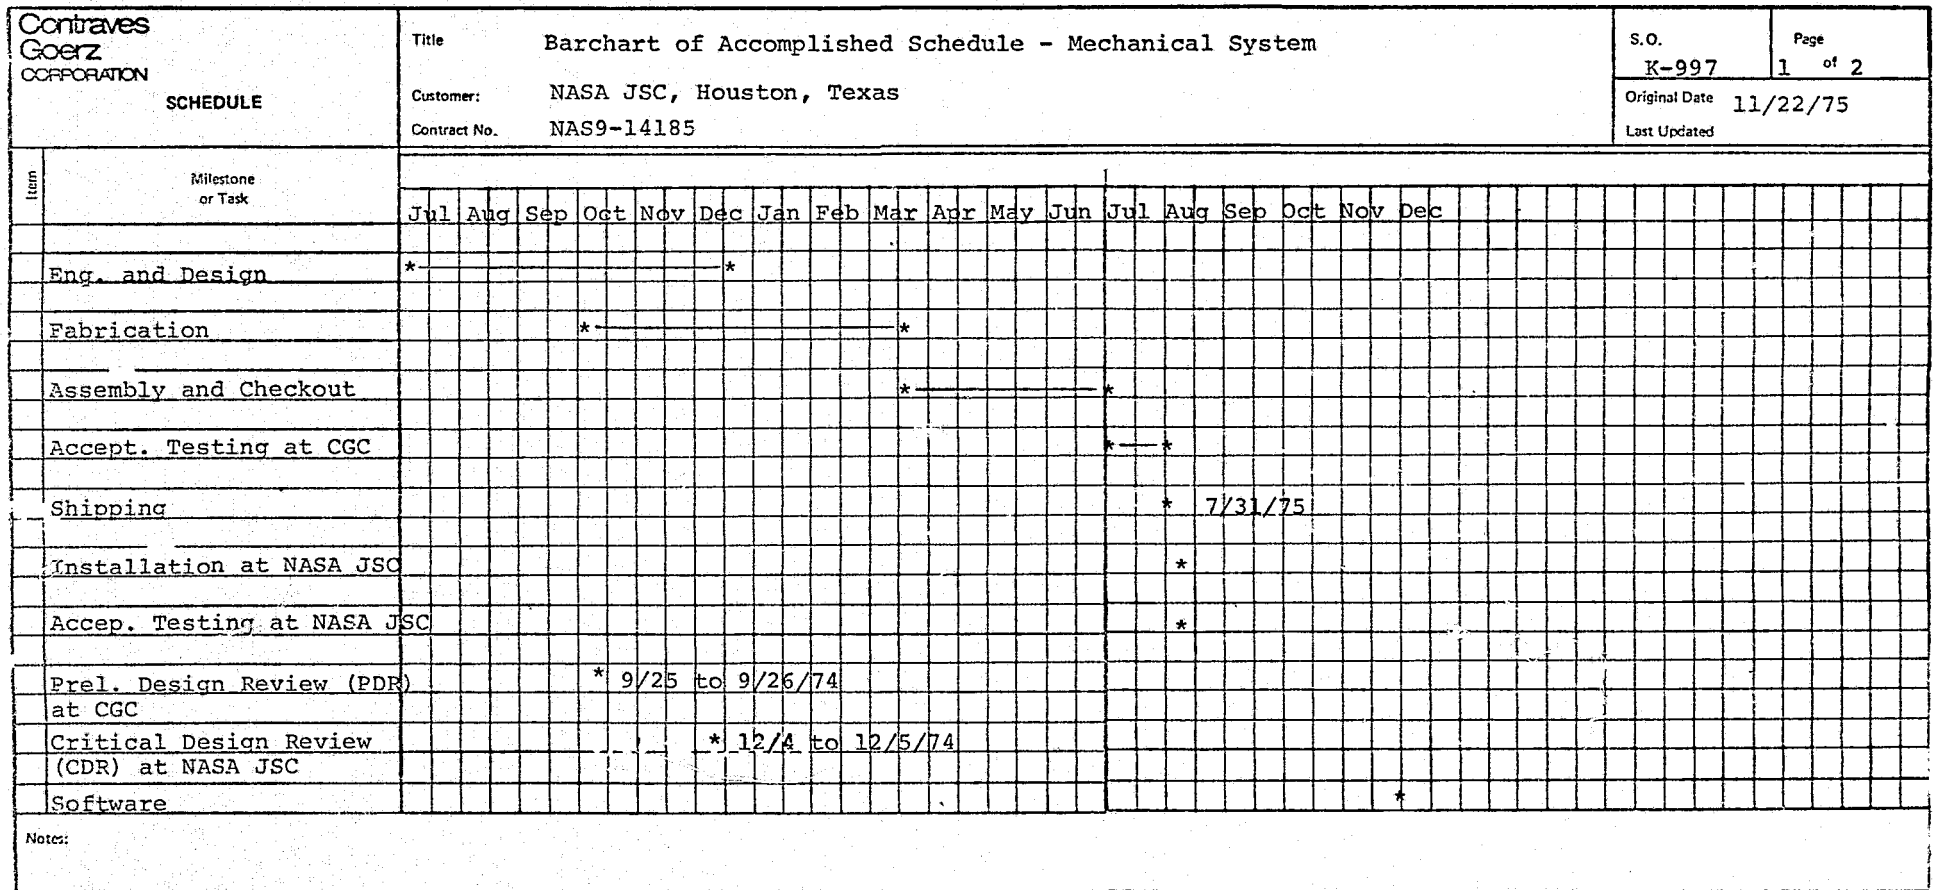 Contraves
Goerz
CORPORATION
SCHEDULE
Title Barchart of Accomplished Schedule - Mechanical System
Customer: NASA JSC, Houston, Texas
Contract No. NAS9-14185
S.O. K-997
Page 1 of 2
Original Date 11/22/75
Last Updated
Item
Milestone
or Task
Jul Aug Sep Oct Nov Dec Jan Feb Mar Apr May Jun Jul Aug Sep Oct Nov Dec
Eng. and Design * *
Fabrication * *
Assembly and Checkout * *
Accept. Testing at CGC * *
Shipping * 7/31/75
Installation at NASA JSC *
Accep. Testing at NASA JSC *
Prel. Design Review (PDR) * 9/25 to 9/26/74
at CGC
Critical Design Review * 12/4 to 12/5/74
(CDR) at NASA JSC
Software *
Notes: